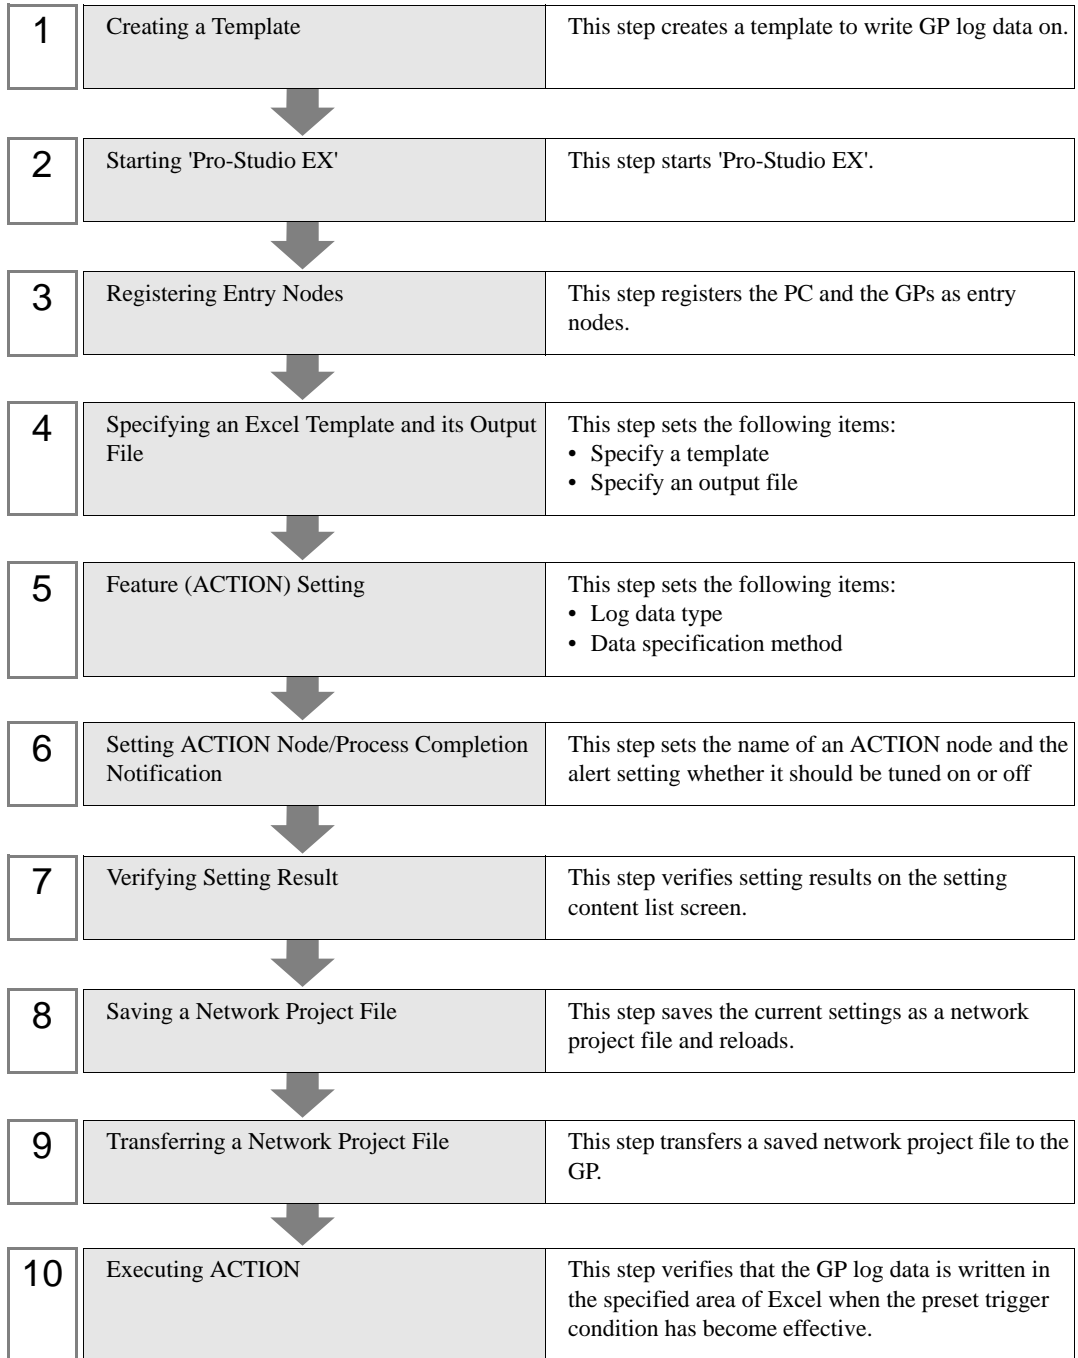 1
Creating a Template
This step creates a template to write GP log data on.
2
Starting 'Pro-Studio EX'
This step starts 'Pro-Studio EX'.
3
Registering Entry Nodes
This step registers the PC and the GPs as entry
nodes.
4
Specifying an Excel Template and its Output
File
This step sets the following items:
• Specify a template
• Specify an output file
5
Feature (ACTION) Setting
This step sets the following items:
• Log data type
• Data specification method
6
Setting ACTION Node/Process Completion
Notification
This step sets the name of an ACTION node and the
alert setting whether it should be tuned on or off
7
Verifying Setting Result
This step verifies setting results on the setting
content list screen.
8
Saving a Network Project File
This step saves the current settings as a network
project file and reloads.
9
Transferring a Network Project File
This step transfers a saved network project file to the
GP.
10
Executing ACTION
This step verifies that the GP log data is written in
the specified area of Excel when the preset trigger
condition has become effective.